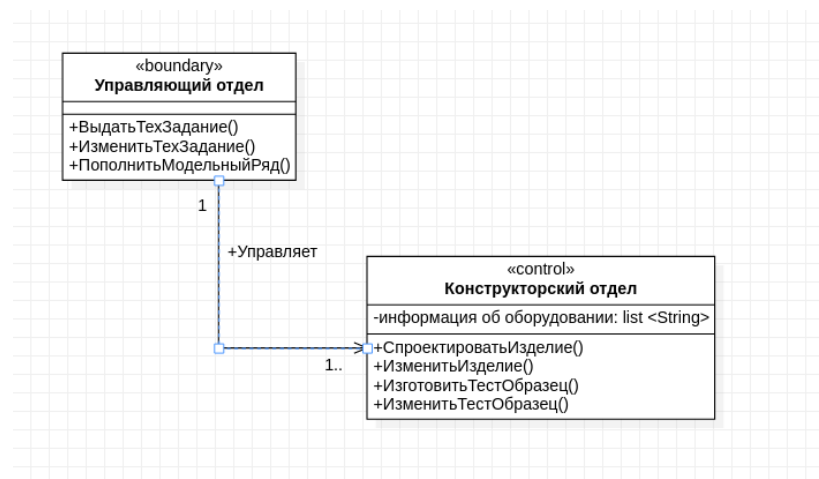 «boundary»
Управляющий отдел
+ВыдатьТехЗадание()
+ИзменитьТехЗадание()
+ПополнитьМодельныйРяд()
1
+Управляет
1..
«control»
Конструкторский отдел
-информация об оборудовании: list <String>
+СпроектироватьИзделие()
+ИзменитьИзделие()
+ИзготовитьТестОбразец()
+ИзменитьТестОбразец()